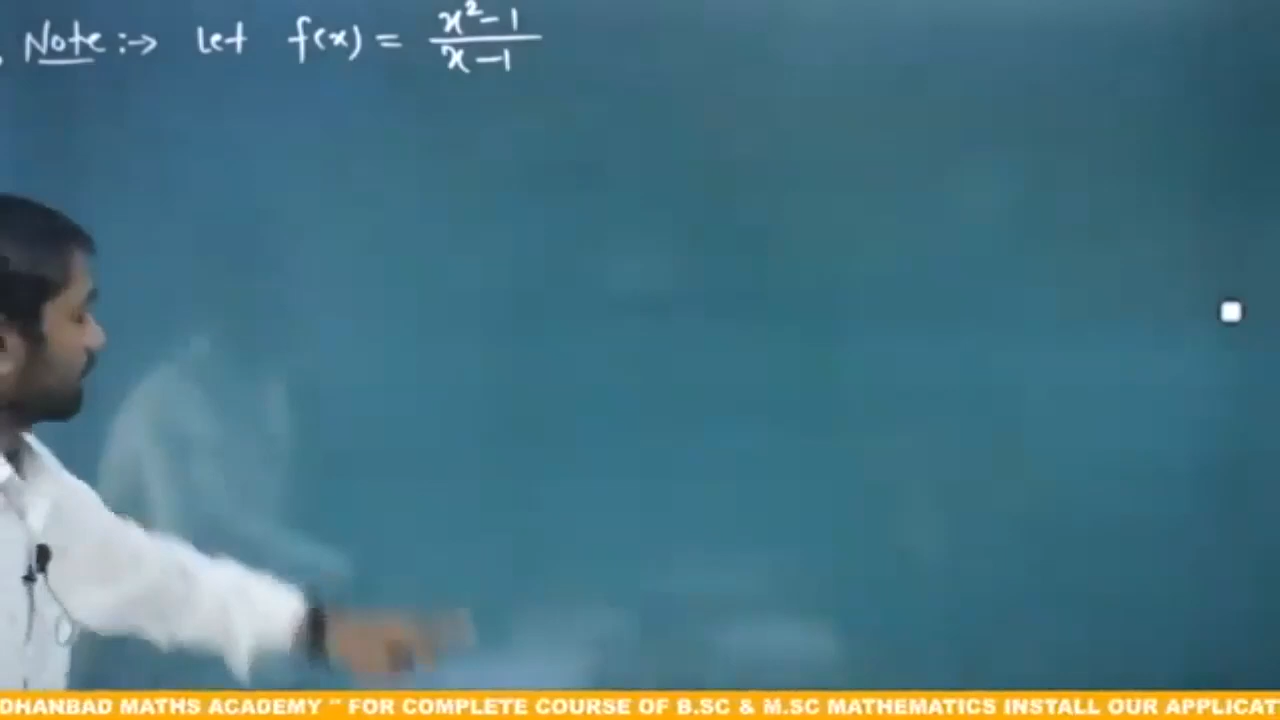 Note :→ Let f(x) = x²-1 / x-1
DHANBAD MATHS ACADEMY " FOR COMPLETE COURSE OF B.SC & M.SC MATHEMATICS INSTALL OUR APPLICAT